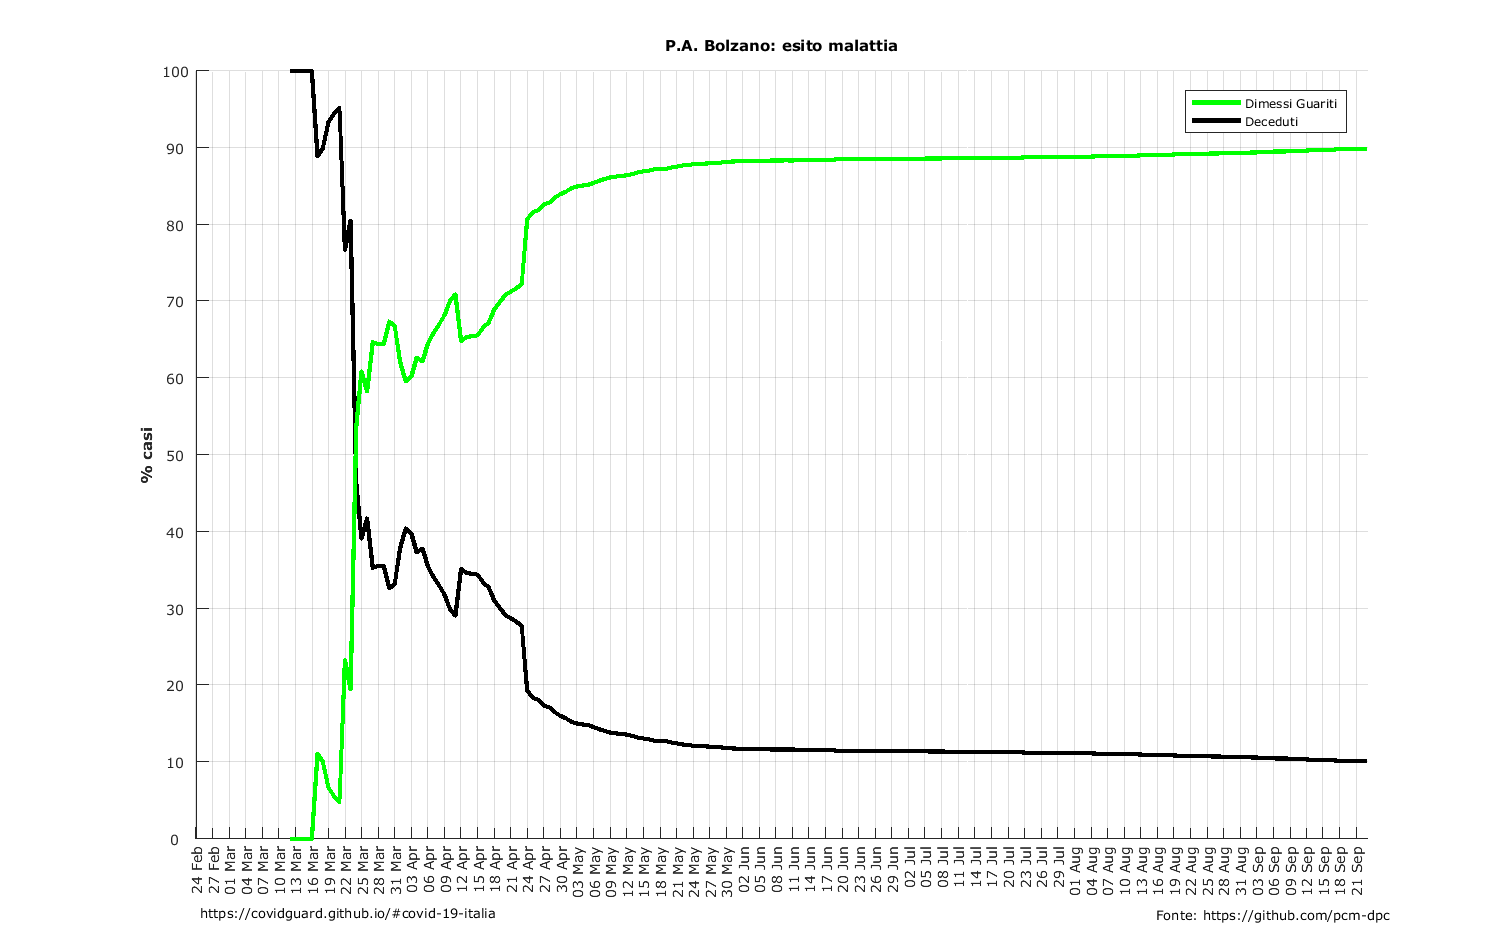 P.A. Bolzano: esito malattia
100
90
80
70
60
50
40
30
20
10
0
% casi
Dimessi Guariti
Deceduti
24 Feb
27 Feb
01 Mar
04 Mar
07 Mar
10 Mar
13 Mar
16 Mar
19 Mar
22 Mar
25 Mar
28 Mar
31 Mar
03 Apr
06 Apr
09 Apr
12 Apr
15 Apr
18 Apr
21 Apr
24 Apr
27 Apr
30 Apr
03 May
06 May
09 May
12 May
15 May
18 May
21 May
24 May
27 May
30 May
02 Jun
05 Jun
08 Jun
11 Jun
14 Jun
17 Jun
20 Jun
23 Jun
26 Jun
29 Jun
02 Jul
05 Jul
08 Jul
11 Jul
14 Jul
17 Jul
20 Jul
23 Jul
26 Jul
29 Jul
01 Aug
04 Aug
07 Aug
10 Aug
13 Aug
16 Aug
19 Aug
22 Aug
25 Aug
28 Aug
31 Aug
03 Sep
06 Sep
09 Sep
12 Sep
15 Sep
18 Sep
21 Sep
https://covidguard.github.io/#covid-19-italia
Fonte: https://github.com/pcm-dpc